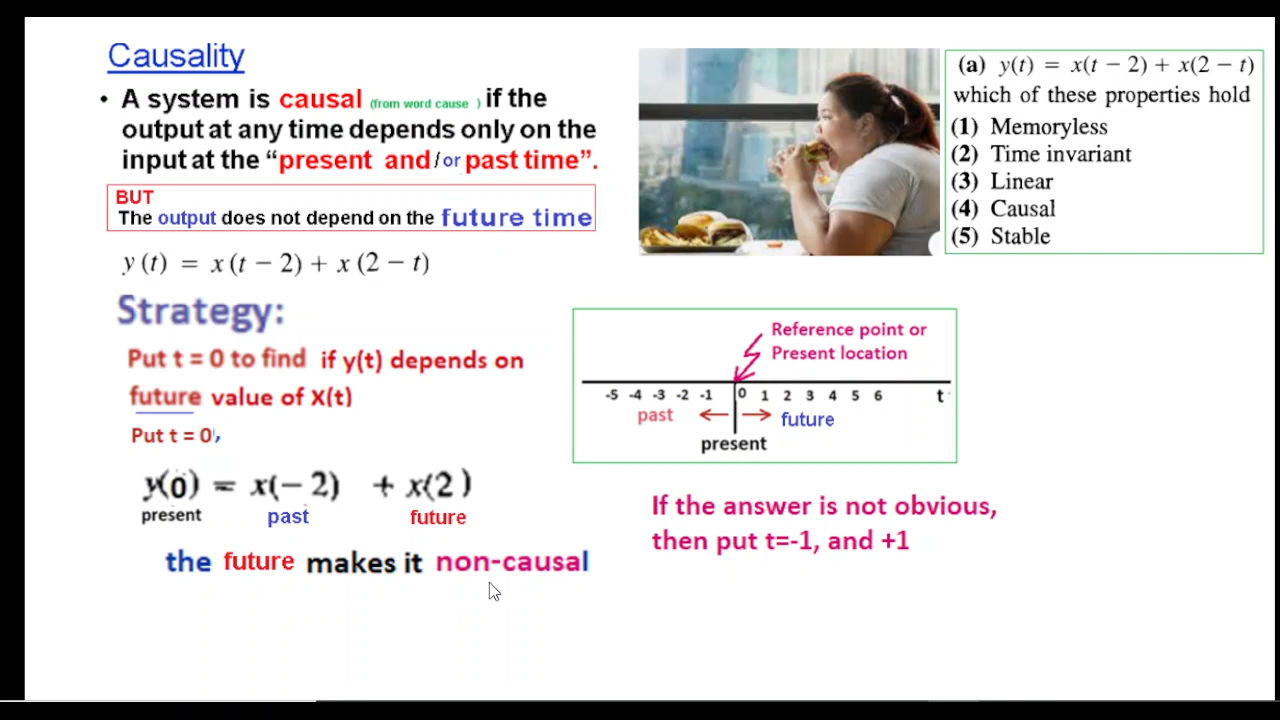 Causality
• A system is causal (from word cause ) if the
output at any time depends only on the
input at the “present and/or past time”.
BUT
The output does not depend on the future time
y (t) = x (t − 2) + x (2 − t)
Strategy:
Put t = 0 to find if y(t) depends on
future value of X(t)
Put t = 0',
y(0) = x(− 2) + x(2)
present past future
the future makes it non-causal
(a) y(t) = x(t − 2) + x(2 − t)
which of these properties hold
(1) Memoryless
(2) Time invariant
(3) Linear
(4) Causal
(5) Stable
Reference point or
Present location
-5 -4 -3 -2 -1 0 1 2 3 4 5 6 t
past future
present
If the answer is not obvious,
then put t=-1, and +1